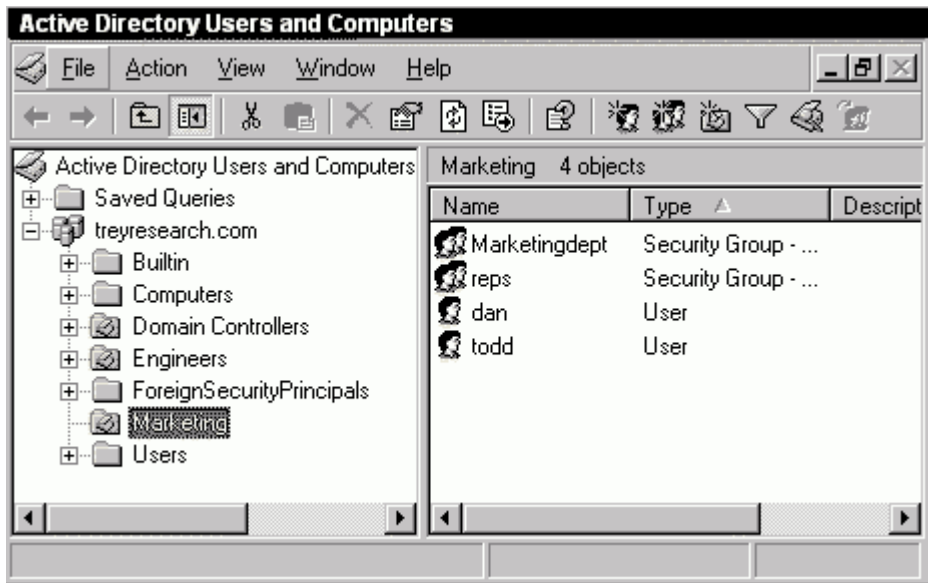 Active Directory Users and Computers
File Action View Window Help
Active Directory Users and Computers
Saved Queries
treyresearch.com
Builtin
Computers
Domain Controllers
Engineers
ForeignSecurityPrincipals
Marketing
Users
Marketing 4 objects
Name Type Descript
Marketingdept Security Group - ...
reps Security Group - ...
dan User
todd User